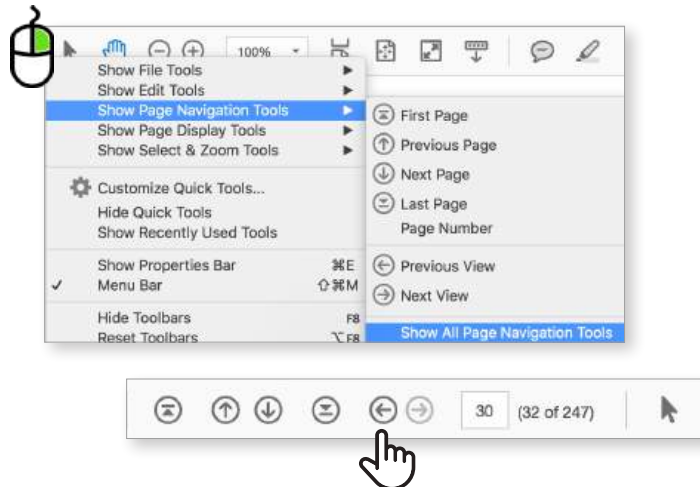 100%
Show File Tools
Show Edit Tools
Show Page Navigation Tools
Show Page Display Tools
Show Select & Zoom Tools
Customize Quick Tools...
Hide Quick Tools
Show Recently Used Tools
Show Properties Bar ⌘E
✓ Menu Bar ⇧⌘M
Hide Toolbars F8
Reset Toolbars ⌥F8
First Page
Previous Page
Next Page
Last Page
Page Number
Previous View
Next View
Show All Page Navigation Tools
30 (32 of 247)